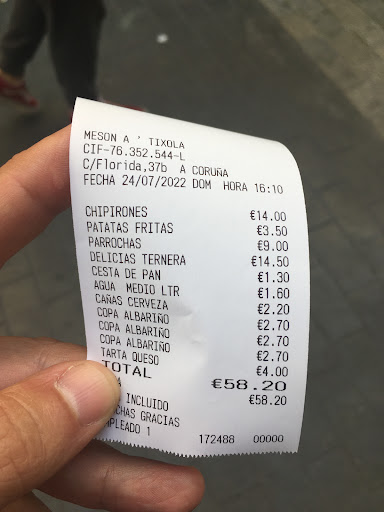 MESON A ' TIXOLA
CIF-76.352.544-L
C/Florida,37b A CORUÑA
FECHA 24/07/2022 DOM HORA 16:10
CHIPIRONES €14.00
PATATAS FRITAS €3.50
PARROCHAS €9.00
DELICIAS TERNERA €14.50
CESTA DE PAN €1.30
AGUA MEDIO LTR €1.60
CAÑAS CERVEZA €2.20
COPA ALBARIÑO €2.70
COPA ALBARIÑO €2.70
COPA ALBARIÑO €2.70
TARTA QUESO €4.00
TOTAL €58.20
€58.20
INCLUIDO
GRACIAS
1 172488 00000